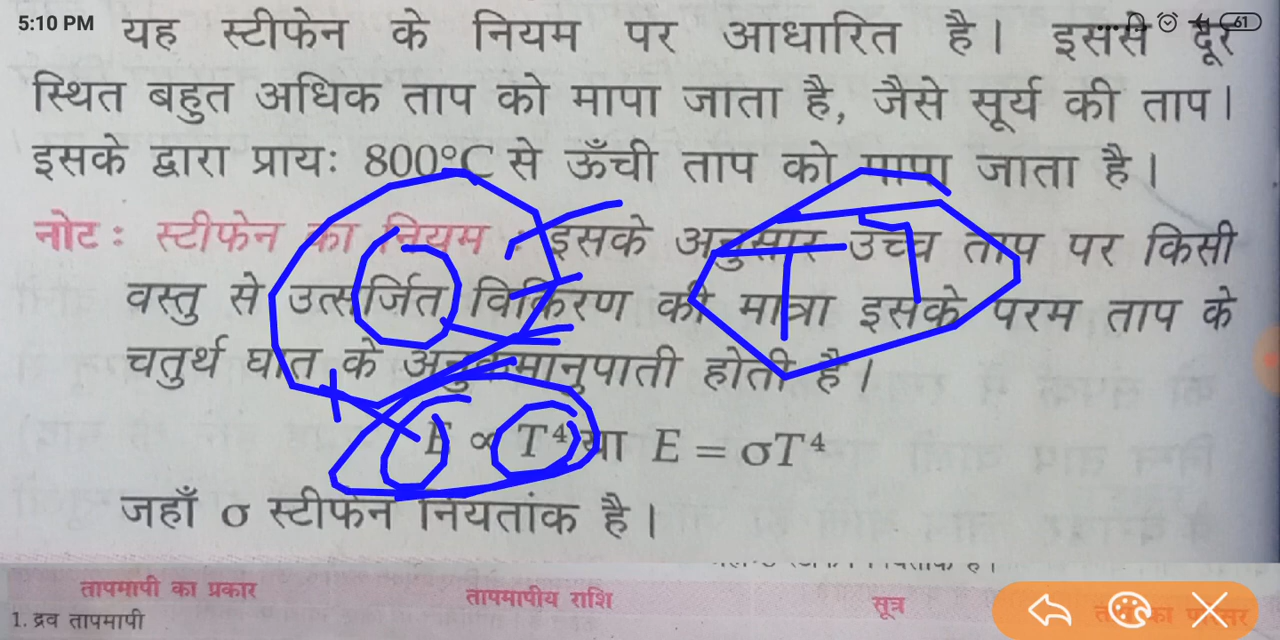 5:10 PM
61
यह स्टीफेन के नियम पर आधारित है। इससे दूर
स्थित बहुत अधिक ताप को मापा जाता है, जैसे सूर्य की ताप।
इसके द्वारा प्रायः 800°C से ऊँची ताप को मापा जाता है।
नोट : स्टीफेन का नियम : इसके अनुसार उच्च ताप पर किसी
वस्तु से उत्सर्जित विकिरण की मात्रा इसके परम ताप के
चतुर्थ घात के अनुक्रमानुपाती होती है।
E ∝ T⁴ या E = σT⁴
जहाँ σ स्टीफेन नियतांक है।
तापमापी का प्रकार तापमापीय राशि सूत्र
1. द्रव तापमापी